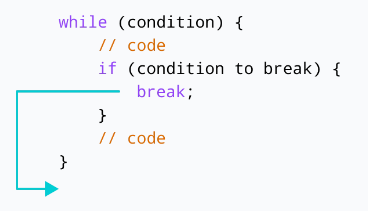 while (condition) {
    // code
    if (condition to break) {
        break;
    }
    // code
}